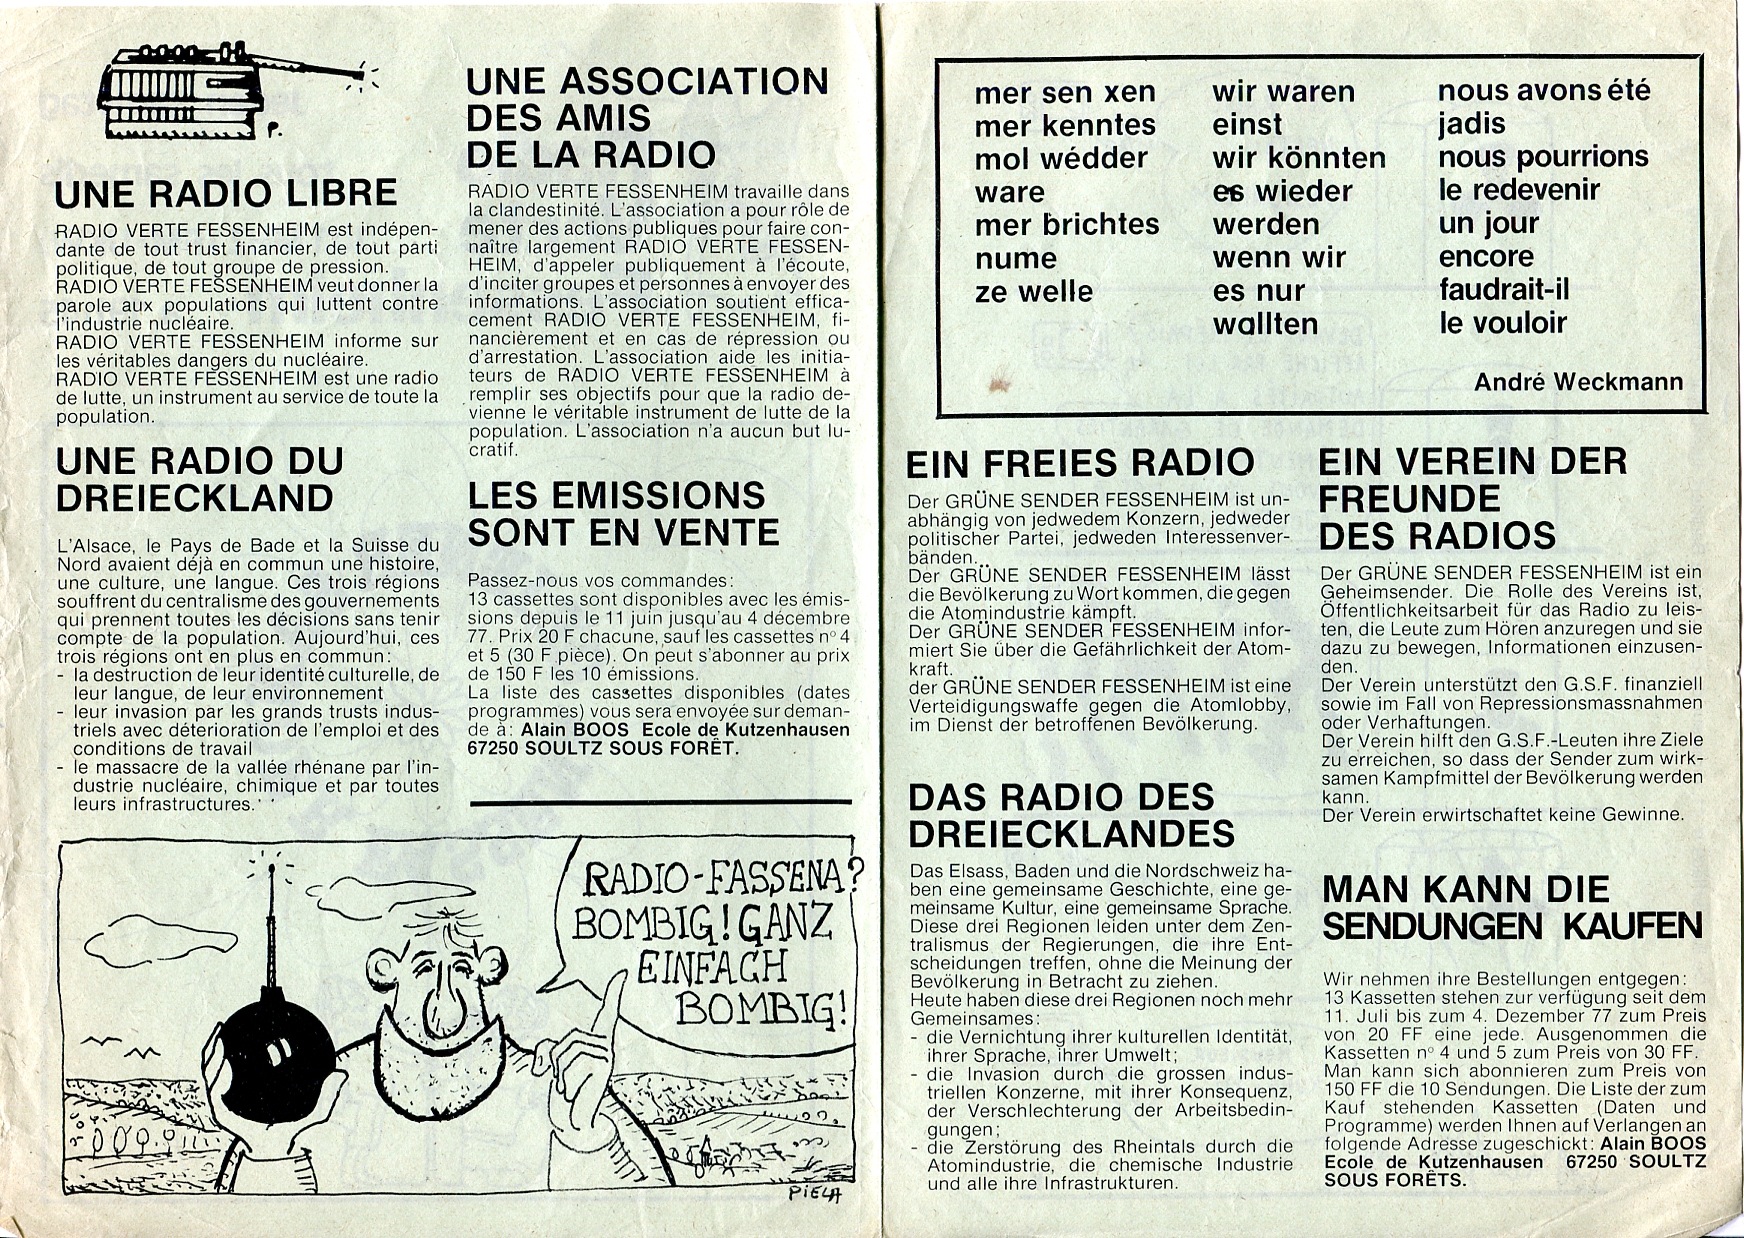 P.
UNE RADIO LIBRE
RADIO VERTE FESSENHEIM est indépen-
dante de tout trust financier, de tout parti
politique, de tout groupe de pression.
RADIO VERTE FESSENHEIM veut donner la
parole aux populations qui luttent contre
l'industrie nucléaire.
RADIO VERTE FESSENHEIM informe sur
les véritables dangers du nucléaire.
RADIO VERTE FESSENHEIM est une radio
de lutte, un instrument au service de toute la
population.
UNE RADIO DU
DREIECKLAND
L'Alsace, le Pays de Bade et la Suisse du
Nord avaient déjà en commun une histoire,
une culture, une langue. Ces trois régions
souffrent du centralisme des gouvernements
qui prennent toutes les décisions sans tenir
compte de la population. Aujourd'hui, ces
trois régions ont en plus en commun:
- la destruction de leur identité culturelle, de
leur langue, de leur environnement
- leur invasion par les grands trusts indus-
triels avec déterioration de l'emploi et des
conditions de travail
- le massacre de la vallée rhénane par l'in-
dustrie nucléaire, chimique et par toutes
leurs infrastructures.
UNE ASSOCIATION
DES AMIS
DE LA RADIO
RADIO VERTE FESSENHEIM travaille dans
la clandestinité. L'association a pour rôle de
mener des actions publiques pour faire con-
naître largement RADIO VERTE FESSEN-
HEIM, d'appeler publiquement à l'écoute,
d'inciter groupes et personnes à envoyer des
informations. L'association soutient effica-
cement RADIO VERTE FESSENHEIM, fi-
nancièrement et en cas de répression ou
d'arrestation. L'association aide les initia-
teurs de RADIO VERTE FESSENHEIM à
remplir ses objectifs pour que la radio de-
vienne le véritable instrument de lutte de la
population. L'association n'a aucun but lu-
cratif.
LES EMISSIONS
SONT EN VENTE
Passez-nous vos commandes:
13 cassettes sont disponibles avec les émis-
sions depuis le 11 juin jusqu'au 4 décembre
77. Prix 20 F chacune, sauf les cassettes n° 4
et 5 (30 F pièce). On peut s'abonner au prix
de 150 F les 10 émissions.
La liste des cassettes disponibles (dates
programmes) vous sera envoyée sur deman-
de à: Alain BOOS Ecole de Kutzenhausen
67250 SOULTZ SOUS FORÊT.
RADIO-FASSENA?
BOMBIG! GANZ
EINFACH
BOMBIG!
PIELA
mer sen xen
mer kenntes
mol wédder
ware
mer brichtes
nume
ze welle
wir waren
einst
wir könnten
es wieder
werden
wenn wir
es nur
wollten
nous avons été
jadis
nous pourrions
le redevenir
un jour
encore
faudrait-il
le vouloir
André Weckmann
EIN FREIES RADIO
Der GRÜNE SENDER FESSENHEIM ist un-
abhängig von jedwedem Konzern, jedweder
politischer Partei, jedweden Interessenver-
bänden.
Der GRÜNE SENDER FESSENHEIM lässt
die Bevölkerung zu Wort kommen, die gegen
die Atomindustrie kämpft.
Der GRÜNE SENDER FESSENHEIM infor-
miert Sie über die Gefährlichkeit der Atom-
kraft.
der GRÜNE SENDER FESSENHEIM ist eine
Verteidigungswaffe gegen die Atomlobby,
im Dienst der betroffenen Bevölkerung.
DAS RADIO DES
DREIECKLANDES
Das Elsass, Baden und die Nordschweiz ha-
ben eine gemeinsame Geschichte, eine ge-
meinsame Kultur, eine gemeinsame Sprache.
Diese drei Regionen leiden unter dem Zen-
tralismus der Regierungen, die ihre Ent-
scheidungen treffen, ohne die Meinung der
Bevölkerung in Betracht zu ziehen.
Heute haben diese drei Regionen noch mehr
Gemeinsames:
- die Vernichtung ihrer kulturellen Identität,
ihrer Sprache, ihrer Umwelt;
- die Invasion durch die grossen indus-
triellen Konzerne, mit ihrer Konsequenz,
der Verschlechterung der Arbeitsbedin-
gungen;
- die Zerstörung des Rheintals durch die
Atomindustrie, die chemische Industrie
und alle ihre Infrastrukturen.
EIN VEREIN DER
FREUNDE
DES RADIOS
Der GRÜNE SENDER FESSENHEIM ist ein
Geheimsender. Die Rolle des Vereins ist,
Öffentlichkeitsarbeit für das Radio zu leis-
ten, die Leute zum Hören anzuregen und sie
dazu zu bewegen, Informationen einzusen-
den.
Der Verein unterstützt den G.S.F. finanziell
sowie im Fall von Repressionsmassnahmen
oder Verhaftungen.
Der Verein hilft den G.S.F.-Leuten ihre Ziele
zu erreichen, so dass der Sender zum wirk-
samen Kampfmittel der Bevölkerung werden
kann.
Der Verein erwirtschaftet keine Gewinne.
MAN KANN DIE
SENDUNGEN KAUFEN
Wir nehmen ihre Bestellungen entgegen:
13 Kassetten stehen zur verfügung seit dem
11. Juli bis zum 4. Dezember 77 zum Preis
von 20 FF eine jede. Ausgenommen die
Kassetten n° 4 und 5 zum Preis von 30 FF.
Man kann sich abonnieren zum Preis von
150 FF die 10 Sendungen. Die Liste der zum
Kauf stehenden Kassetten (Daten und
Programme) werden Ihnen auf Verlangen an
folgende Adresse zugeschickt: Alain BOOS
Ecole de Kutzenhausen 67250 SOULTZ
SOUS FORÊTS.